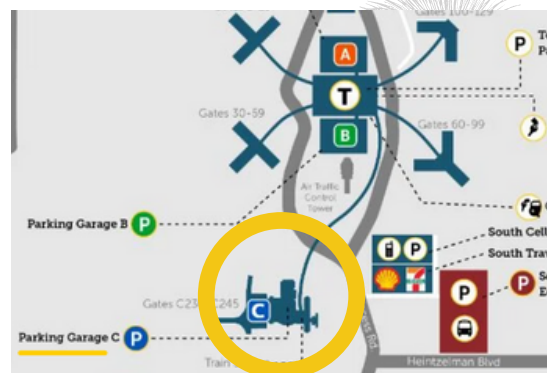 Gates 100-129
A
T
P
Gates 30-59
B
Gates 60-99
Air Traffic
Control
Tower
Parking Garage B P
South Cell
P
South Trav
P
P
Gates C23
C245
C
Parking Garage C P
Train
Rd.
Heintzelman Blvd